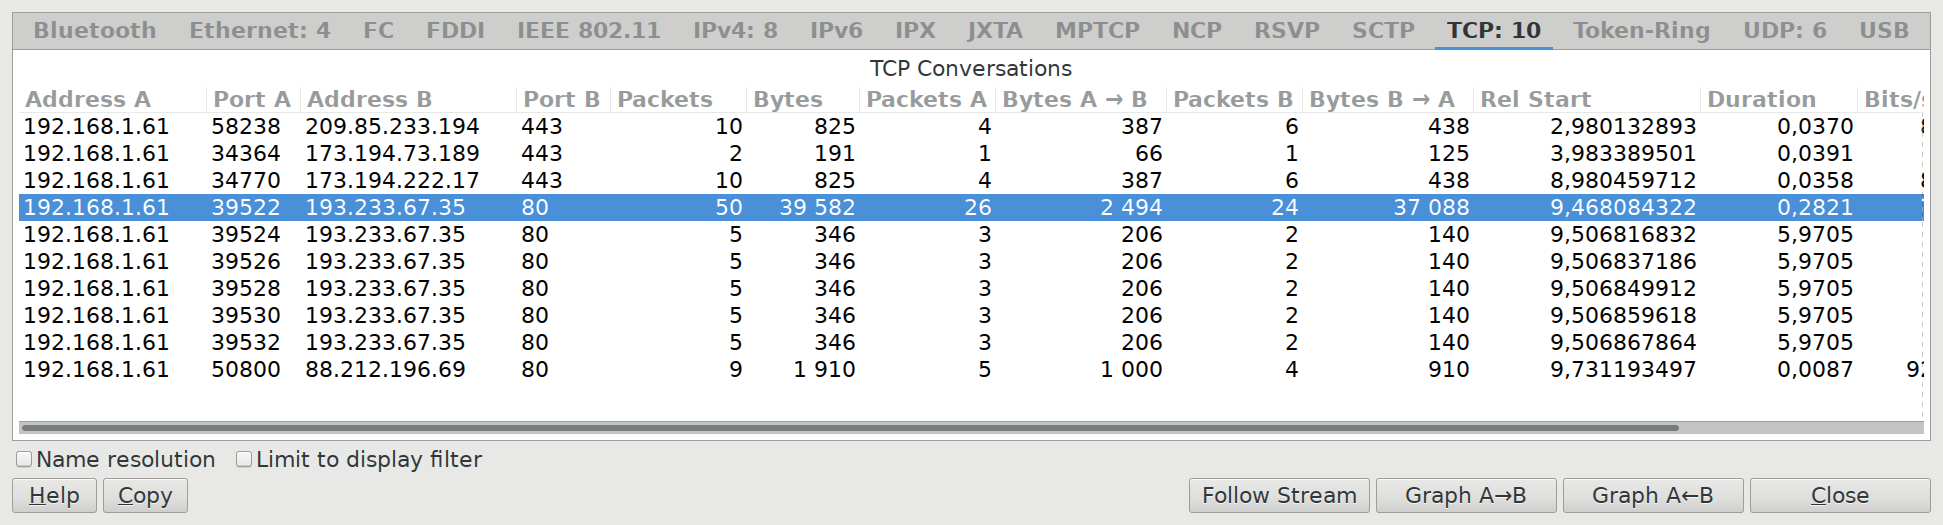 Bluetooth Ethernet: 4 FC FDDI IEEE 802.11 IPv4: 8 IPv6 IPX JXTA MPTCP NCP RSVP SCTP TCP: 10 Token-Ring UDP: 6 USB
TCP Conversations
Address A Port A Address B Port B Packets Bytes Packets A Bytes A → B Packets B Bytes B → A Rel Start Duration Bits/s
192.168.1.61 58238 209.85.233.194 443 10 825 4 387 6 438 2,980132893 0,0370
192.168.1.61 34364 173.194.73.189 443 2 191 1 66 1 125 3,983389501 0,0391
192.168.1.61 34770 173.194.222.17 443 10 825 4 387 6 438 8,980459712 0,0358
192.168.1.61 39522 193.233.67.35 80 50 39 582 26 2 494 24 37 088 9,468084322 0,2821
192.168.1.61 39524 193.233.67.35 80 5 346 3 206 2 140 9,506816832 5,9705
192.168.1.61 39526 193.233.67.35 80 5 346 3 206 2 140 9,506837186 5,9705
192.168.1.61 39528 193.233.67.35 80 5 346 3 206 2 140 9,506849912 5,9705
192.168.1.61 39530 193.233.67.35 80 5 346 3 206 2 140 9,506859618 5,9705
192.168.1.61 39532 193.233.67.35 80 5 346 3 206 2 140 9,506867864 5,9705
192.168.1.61 50800 88.212.196.69 80 9 1 910 5 1 000 4 910 9,731193497 0,0087
Name resolution Limit to display filter
Help Copy Follow Stream Graph A→B Graph A←B Close